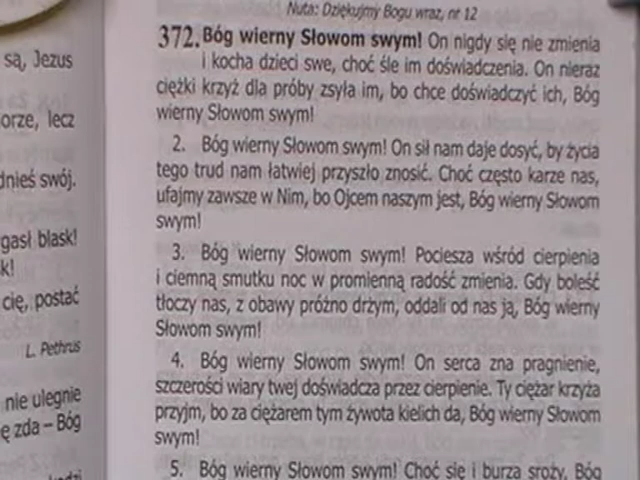 są, Jezus
orze, lecz
dnieś swój.
gasł blask!
k!
cię, postać
L. Pethrus
nie ulegnie
ę zda – Bóg
Nuta: Dziękujmy Bogu wraz, nr 12
372. Bóg wierny Słowom swym! On nigdy się nie zmienia
i kocha dzieci swe, choć śle im doświadczenia. On nieraz
ciężki krzyż dla próby zsyła im, bo chce doświadczyć ich, Bóg
wierny Słowom swym!
2. Bóg wierny Słowom swym! On sił nam daje dosyć, by życia
tego trud nam łatwiej przyszło znosić. Choć często karze nas,
ufajmy zawsze w Nim, bo Ojcem naszym jest, Bóg wierny Słowom
swym!
3. Bóg wierny Słowom swym! Pociesza wśród cierpienia
i ciemną smutku noc w promienną radość zmienia. Gdy boleść
tłoczy nas, z obawy próżno drżym, oddali od nas ją, Bóg wierny
Słowom swym!
4. Bóg wierny Słowom swym! On serca zna pragnienie,
szczerości wiary twej doświadcza przez cierpienie. Ty ciężar krzyża
przyjm, bo za ciężarem tym żywota kielich da, Bóg wierny Słowom
swym!
5. Bóg wierny Słowom swym! Choć się i burza sroży, Bóg